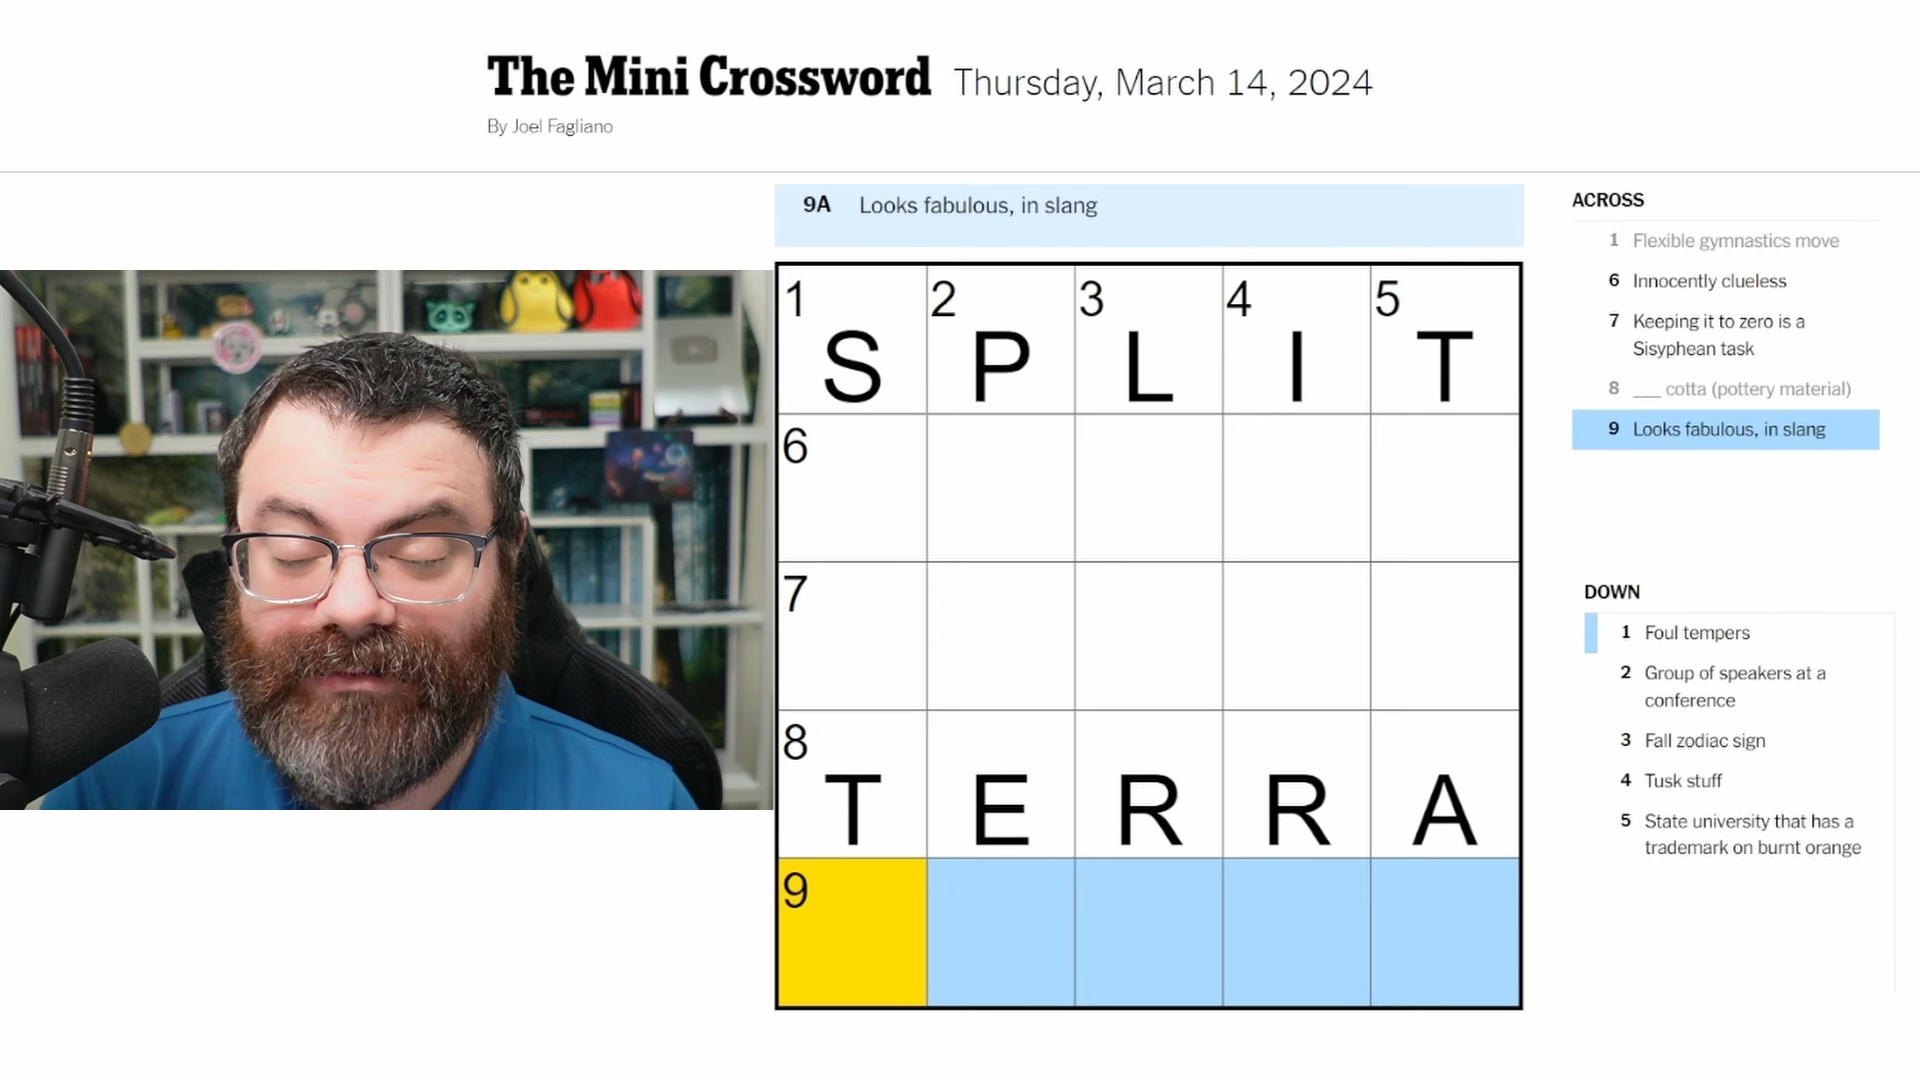 The Mini Crossword Thursday, March 14, 2024
By Joel Fagliano
9A Looks fabulous, in slang
1 2 3 4 5
S P L I T
6
7
8
T E R R A
9
ACROSS
1 Flexible gymnastics move
6 Innocently clueless
7 Keeping it to zero is a
Sisyphean task
8 ___ cotta (pottery material)
9 Looks fabulous, in slang
DOWN
1 Foul tempers
2 Group of speakers at a
conference
3 Fall zodiac sign
4 Tusk stuff
5 State university that has a
trademark on burnt orange